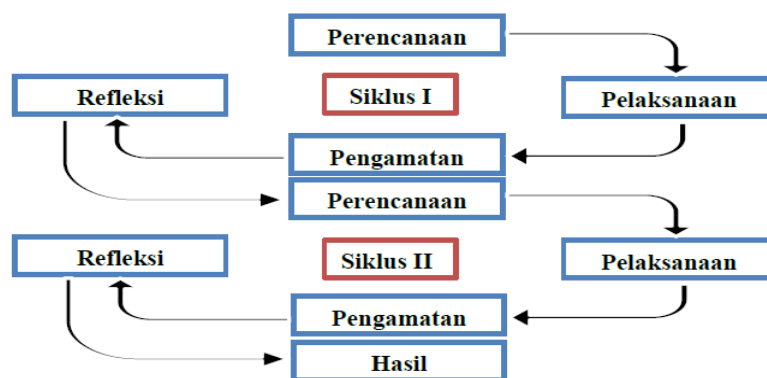 Perencanaan
Refleksi
Siklus I
Pelaksanaan
Pengamatan
Perencanaan
Refleksi
Siklus II
Pelaksanaan
Pengamatan
Hasil